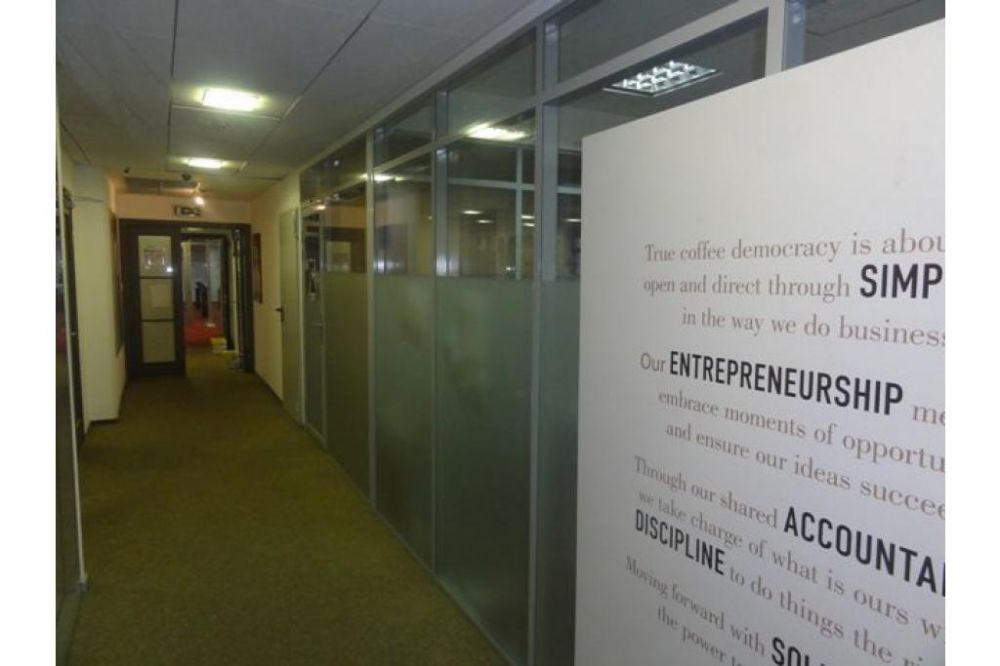 True coffee democracy is abou
open and direct through SIMP
in the way we do business
Our ENTREPRENEURSHIP me
embrace moments of opportu
and ensure our ideas succee
Through our shared ACCOUNTA
we take charge of what is ours w
DISCIPLINE to do things the ri
Moving forward with SOL
the power t